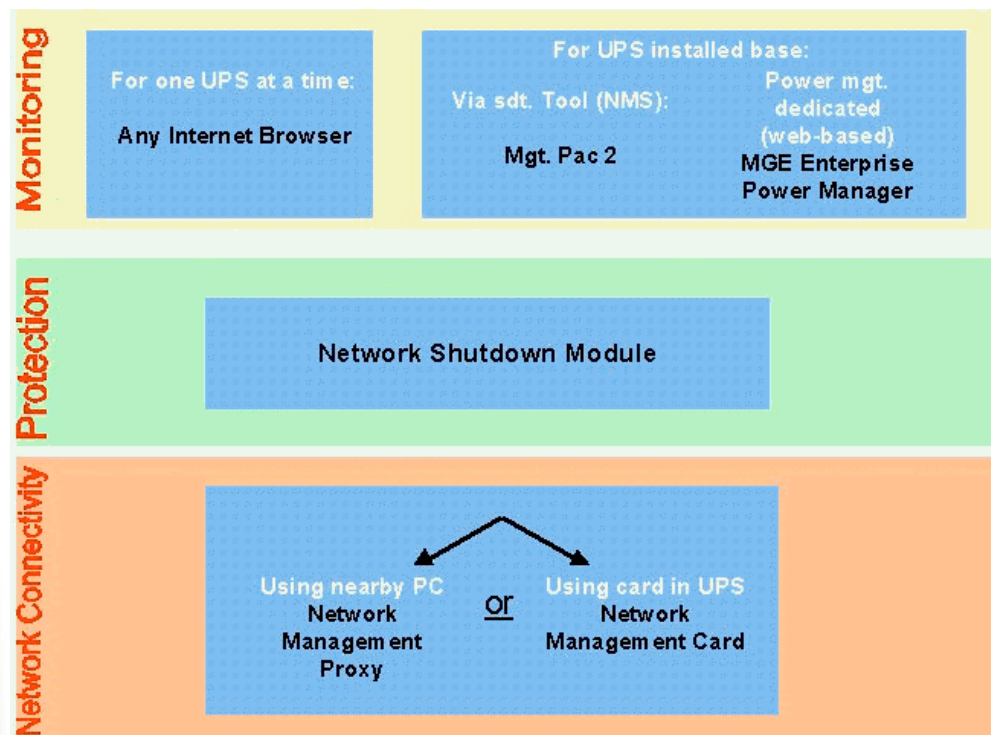 Monitoring
For one UPS at a time:
Any Internet Browser
For UPS installed base:
Via sdt. Tool (NMS):
Mgt. Pac 2
Power mgt.
dedicated
(web-based)
MGE Enterprise
Power Manager
Protection
Network Shutdown Module
Network Connectivity
Using nearby PC
Network
Management
Proxy
or
Using card in UPS
Network
Management Card